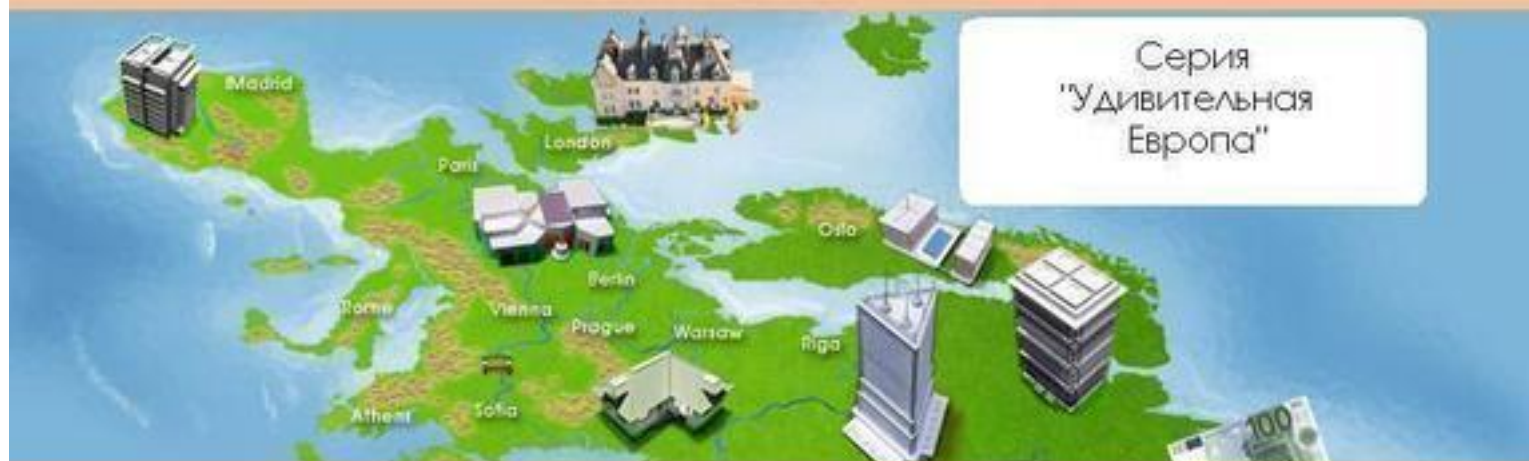 Серия
"Удивительная
Европа"
Madrid
London
Paris
Oslo
Berlin
Rome
Vienna
Prague
Warsaw
Riga
Athens
Sofia
100